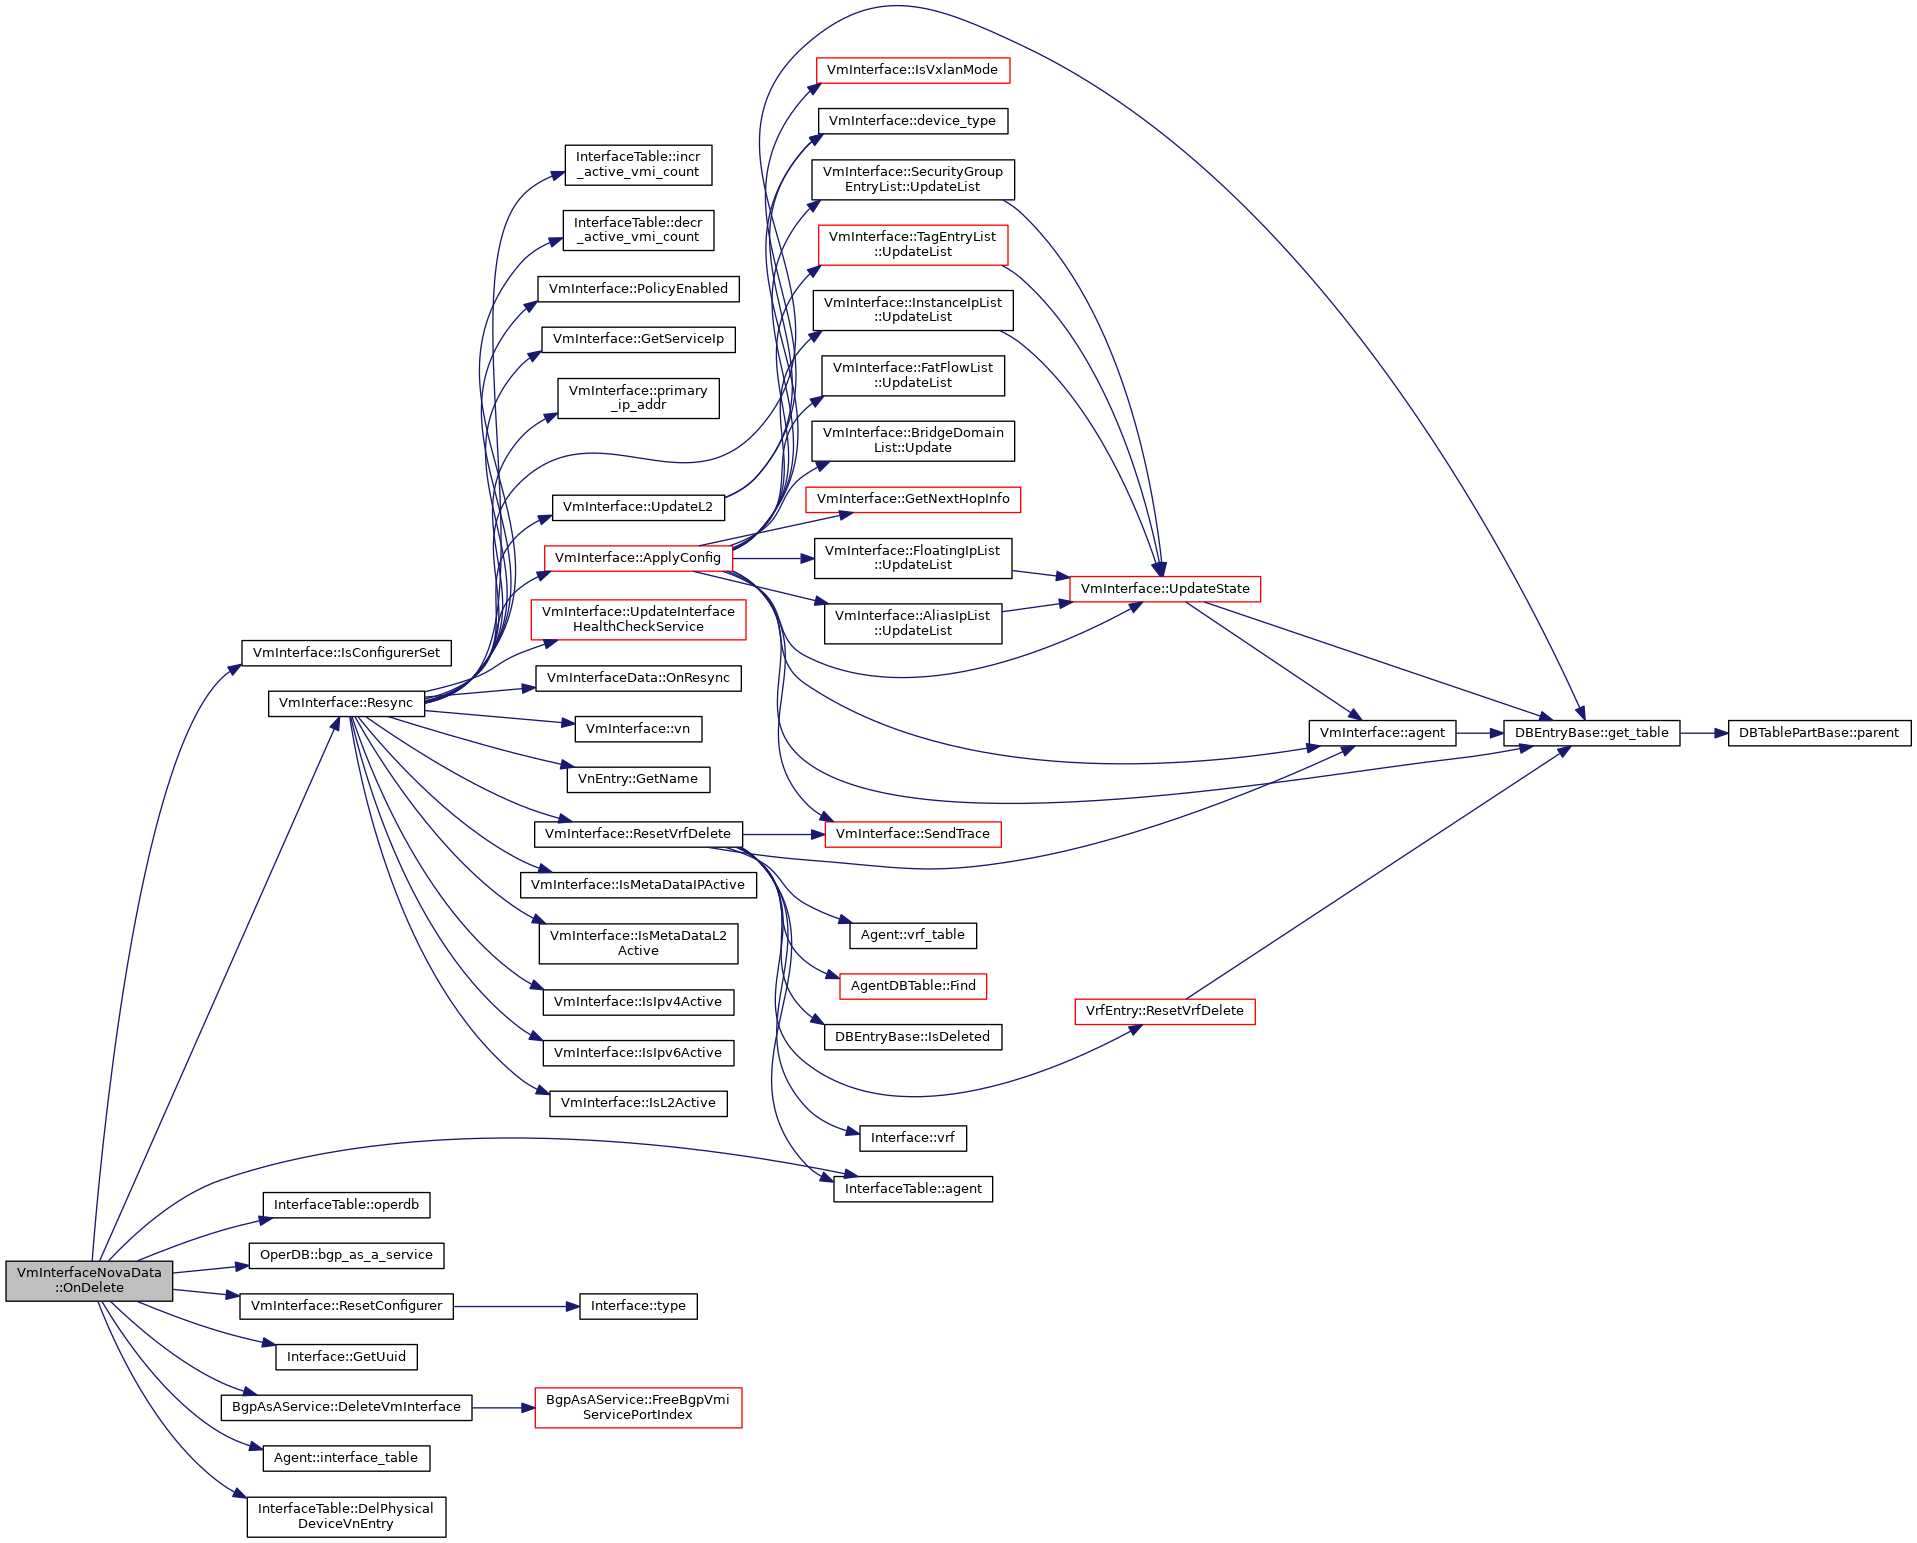 VmInterfaceNovaData
::OnDelete
VmInterface::IsConfigurerSet
VmInterface::Resync
InterfaceTable::operdb
OperDB::bgp_as_a_service
VmInterface::ResetConfigurer
Interface::GetUuid
BgpAsAService::DeleteVmInterface
Agent::interface_table
InterfaceTable::DelPhysical
DeviceVnEntry
InterfaceTable::incr
_active_vmi_count
InterfaceTable::decr
_active_vmi_count
VmInterface::PolicyEnabled
VmInterface::GetServiceIp
VmInterface::primary
_ip_addr
VmInterface::UpdateL2
VmInterface::ApplyConfig
VmInterface::UpdateInterface
HealthCheckService
VmInterfaceData::OnResync
VmInterface::vn
VnEntry::GetName
VmInterface::ResetVrfDelete
VmInterface::IsMetaDataIPActive
VmInterface::IsMetaDataL2
Active
VmInterface::IsIpv4Active
VmInterface::IsIpv6Active
VmInterface::IsL2Active
Interface::type
BgpAsAService::FreeBgpVmi
ServicePortIndex
VmInterface::IsVxlanMode
VmInterface::device_type
VmInterface::SecurityGroup
EntryList::UpdateList
VmInterface::TagEntryList
::UpdateList
VmInterface::InstanceIpList
::UpdateList
VmInterface::FatFlowList
::UpdateList
VmInterface::BridgeDomain
List::Update
VmInterface::GetNextHopInfo
VmInterface::FloatingIpList
::UpdateList
VmInterface::AliasIpList
::UpdateList
VmInterface::SendTrace
Agent::vrf_table
AgentDBTable::Find
DBEntryBase::IsDeleted
Interface::vrf
InterfaceTable::agent
VmInterface::UpdateState
VrfEntry::ResetVrfDelete
VmInterface::agent
DBEntryBase::get_table
DBTablePartBase::parent